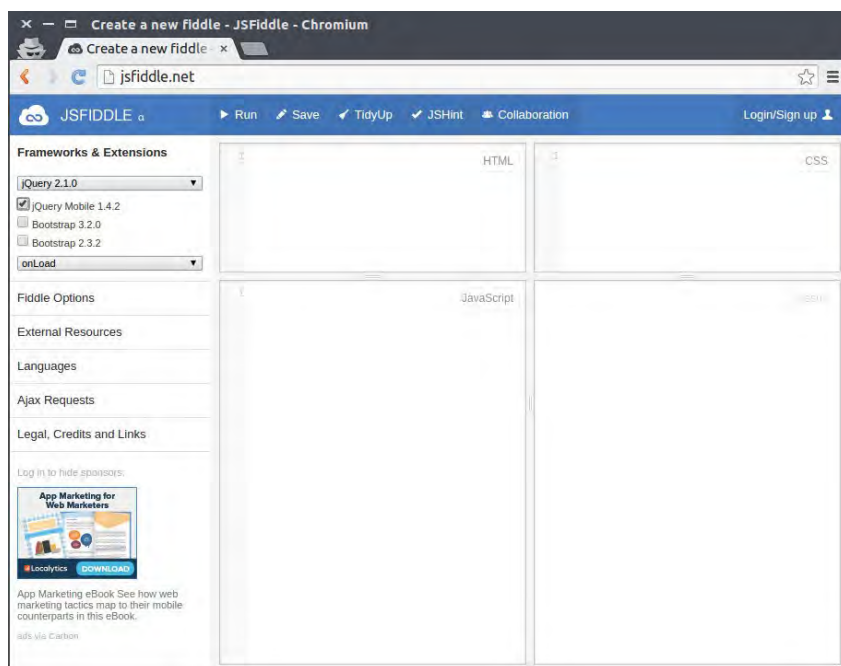 Create a new fiddle - JSFiddle - Chromium
Create a new fiddle
jsfiddle.net
JSFIDDLE α
Run Save TidyUp JSHint Collaboration Login/Sign up
Frameworks & Extensions
jQuery 2.1.0
jQuery Mobile 1.4.2
Bootstrap 3.2.0
Bootstrap 2.3.2
onLoad
Fiddle Options
External Resources
Languages
Ajax Requests
Legal, Credits and Links
Log in to hide sponsors:
App Marketing for
Web Marketers
Localytics DOWNLOAD
App Marketing eBook See how web
marketing tactics map to their mobile
counterparts in this eBook.
ads via Carbon
1 HTML
1 CSS
1 JavaScript